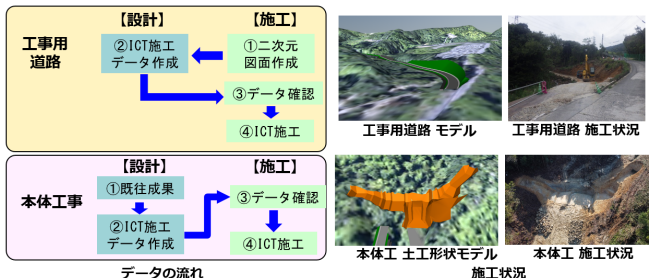 【設計】
【施工】
工事用
道路
②ICT施工
データ作成
①二次元
図面作成
③データ確認
④ICT施工
工事用道路 モデル
工事用道路 施工状況
【設計】
【施工】
本体工事
①既往成果
②ICT施工
データ作成
③データ確認
④ICT施工
本体工 土工形状モデル
本体工 施工状況
データの流れ
施工状況